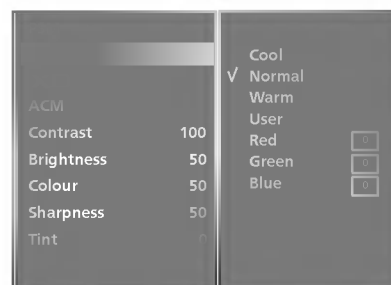 ACM
Contrast 100
Brightness 50
Colour 50
Sharpness 50
Tint 0
Cool
√ Normal
Warm
User
Red 0
Green 0
Blue 0